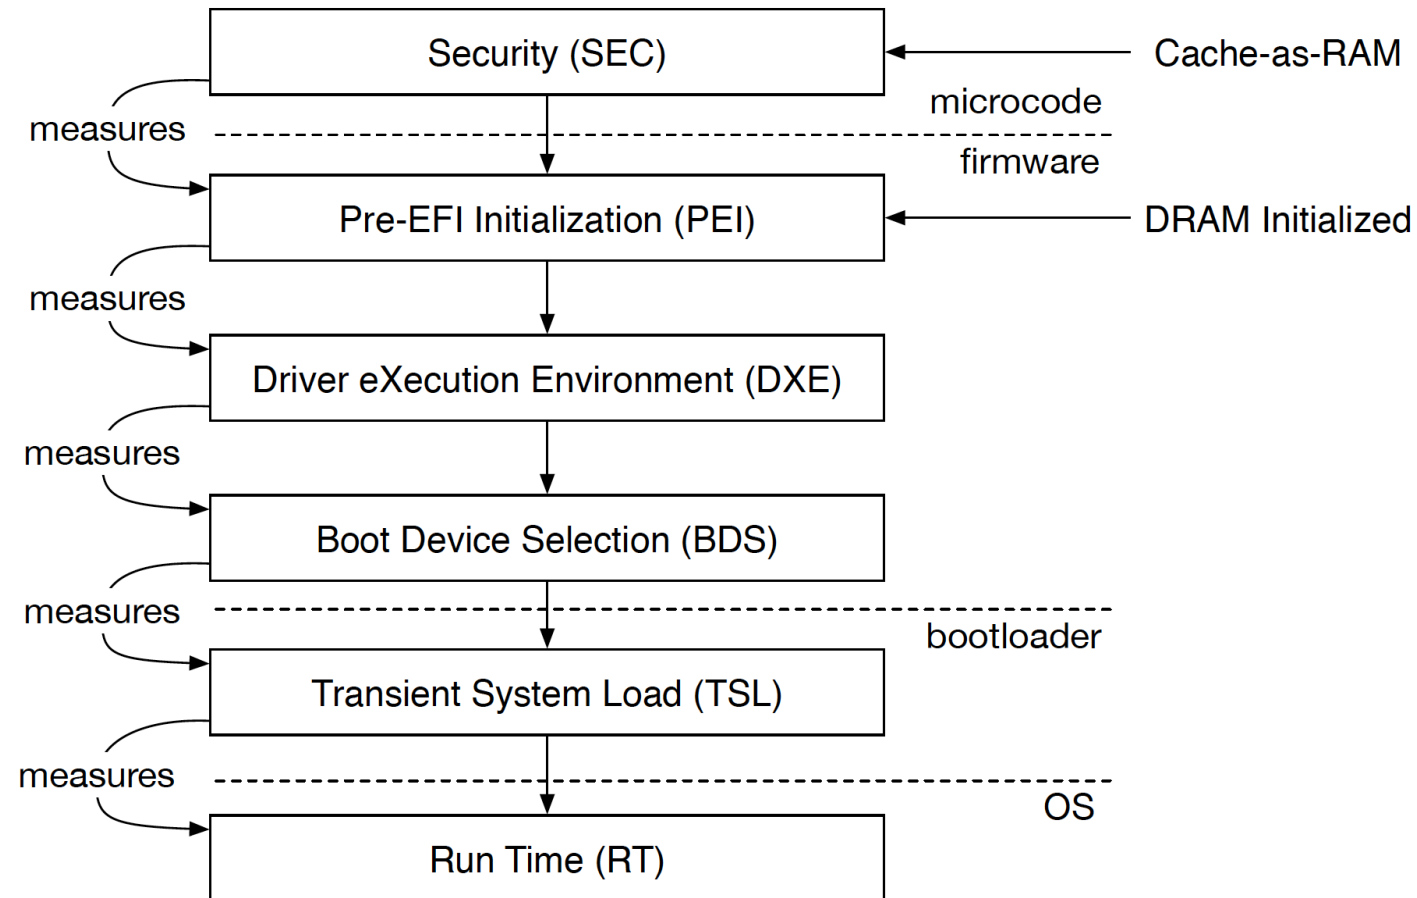 Security (SEC)
Cache-as-RAM
microcode
measures
firmware
Pre-EFI Initialization (PEI)
DRAM Initialized
measures
Driver eXecution Environment (DXE)
measures
Boot Device Selection (BDS)
measures
bootloader
Transient System Load (TSL)
measures
OS
Run Time (RT)